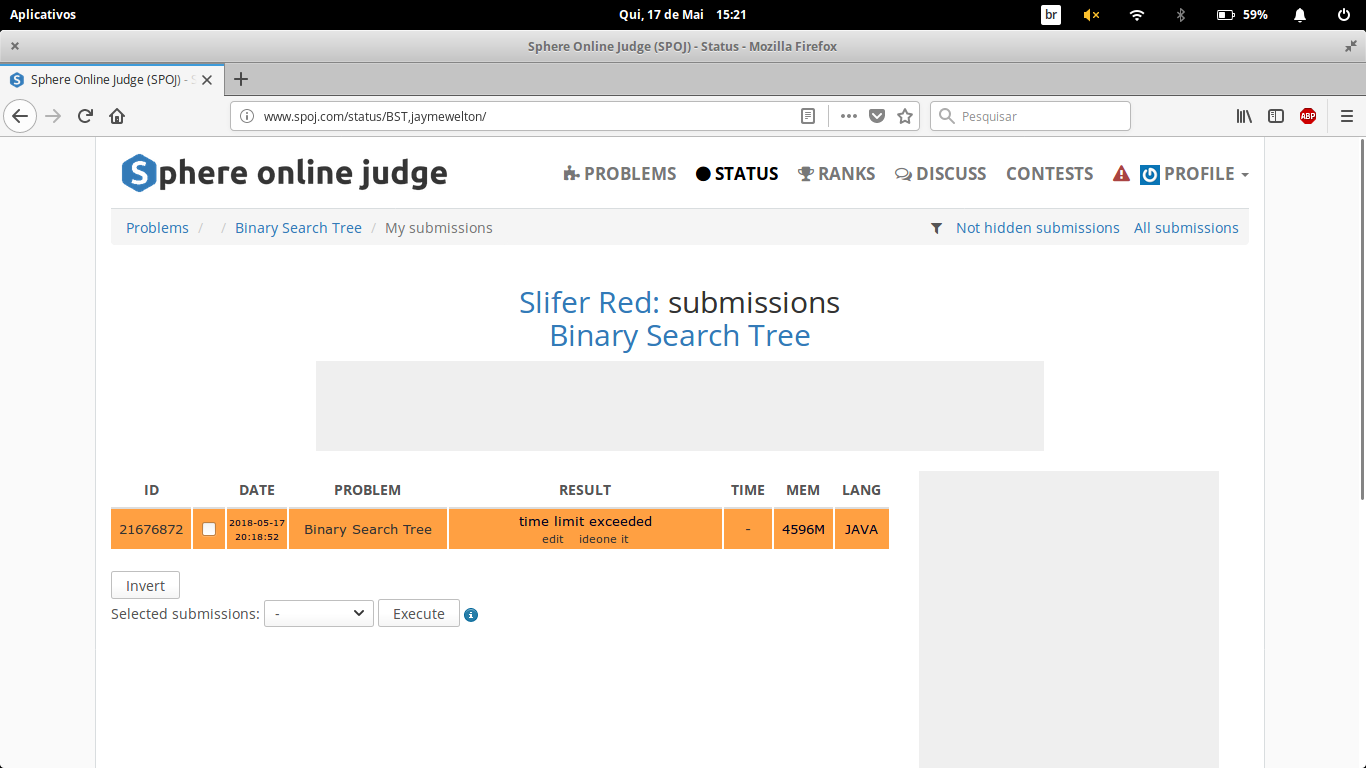 Aplicativos Qui, 17 de Mai 15:21 br 59%
Sphere Online Judge (SPOJ) - Status - Mozilla Firefox
Sphere Online Judge (SPOJ) - S
www.spoj.com/status/BST,jaymewelton/ Pesquisar ABP
Sphere online judge PROBLEMS STATUS RANKS DISCUSS CONTESTS PROFILE
Problems / / Binary Search Tree / My submissions Not hidden submissions All submissions
Slifer Red: submissions
Binary Search Tree
ID DATE PROBLEM RESULT TIME MEM LANG
21676872 2018-05-17 20:18:52 Binary Search Tree time limit exceeded - 4596M JAVA
edit ideone it
Invert
Selected submissions: - Execute